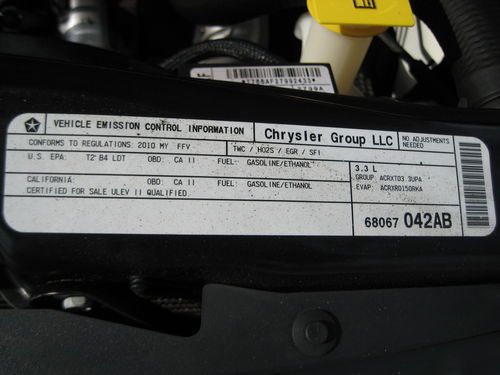 *T766AF27992433*
VEHICLE EMISSION CONTROL INFORMATION
Chrysler Group LLC
NO ADJUSTMENTS
NEEDED
CONFORMS TO REGULATIONS: 2010 MY FFV
TWC / HO2S / EGR / SFI
U.S. EPA: T2 B4 LDT OBD: CA II FUEL: GASOLINE/ETHANOL
CALIFORNIA: OBD: CA II FUEL: GASOLINE/ETHANOL
CERTIFIED FOR SALE ULEV II QUALIFIED.
3.3 L
GROUP: ACRXT03.3UPA
EVAP: ACRXR0150RKA
68067 042AB